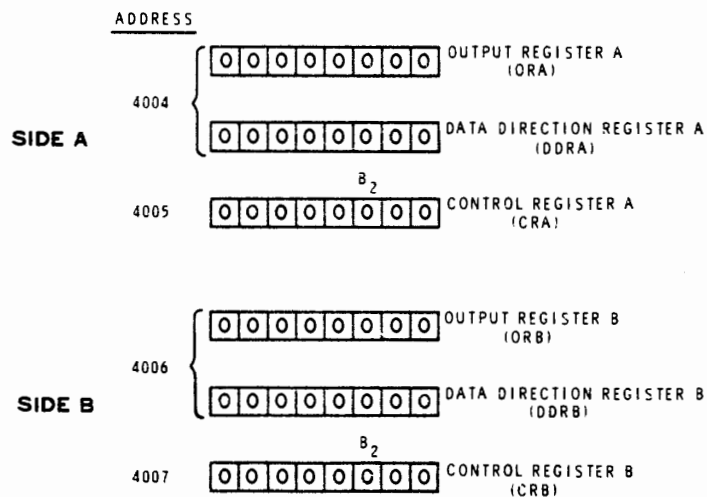 ADDRESS
0 0 0 0 0 0 0 0 OUTPUT REGISTER A
(ORA)
4004
SIDE A
0 0 0 0 0 0 0 0 DATA DIRECTION REGISTER A
(DDRA)
B2
4005 0 0 0 0 0 0 0 0 CONTROL REGISTER A
(CRA)
0 0 0 0 0 0 0 0 OUTPUT REGISTER B
(ORB)
4006
SIDE B
0 0 0 0 0 0 0 0 DATA DIRECTION REGISTER B
(DDRB)
B2
4007 0 0 0 0 0 0 0 0 CONTROL REGISTER B
(CRB)